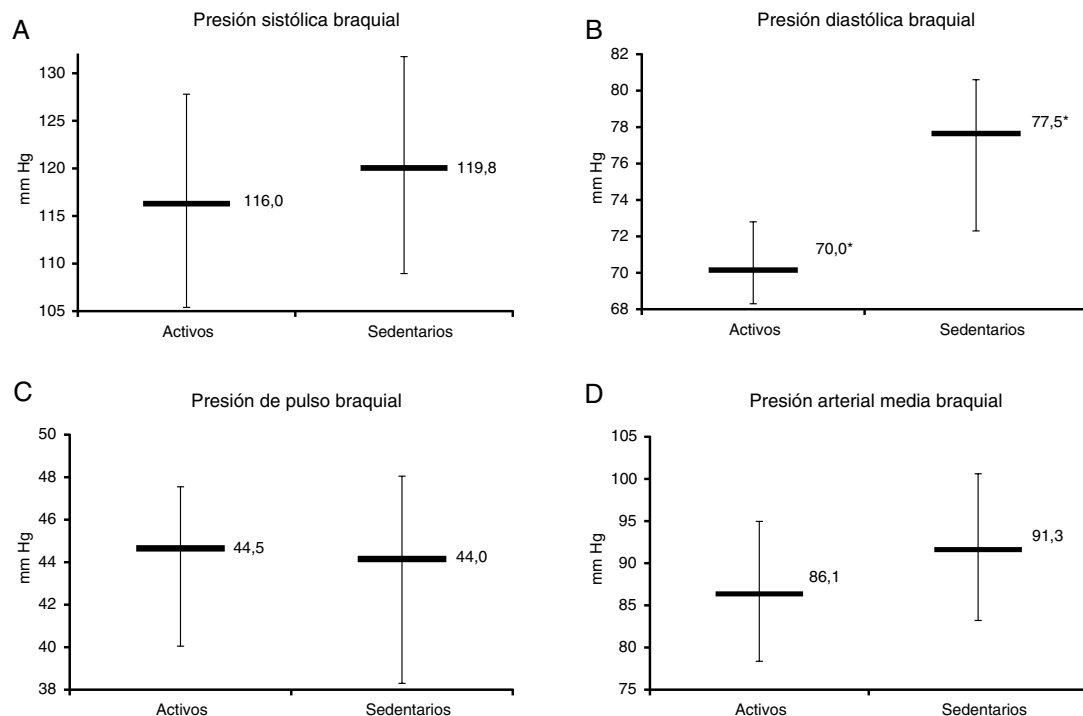 A
Presión sistólica braquial
mm Hg
130
125
120
115
110
105
116,0
119,8
Activos
Sedentarios
B
Presión diastólica braquial
mm Hg
82
80
78
76
74
72
70
68
70,0*
77,5*
Activos
Sedentarios
C
Presión de pulso braquial
mm Hg
50
48
46
44
42
40
38
44,5
44,0
Activos
Sedentarios
D
Presión arterial media braquial
mm Hg
105
100
95
90
85
80
75
86,1
91,3
Activos
Sedentarios